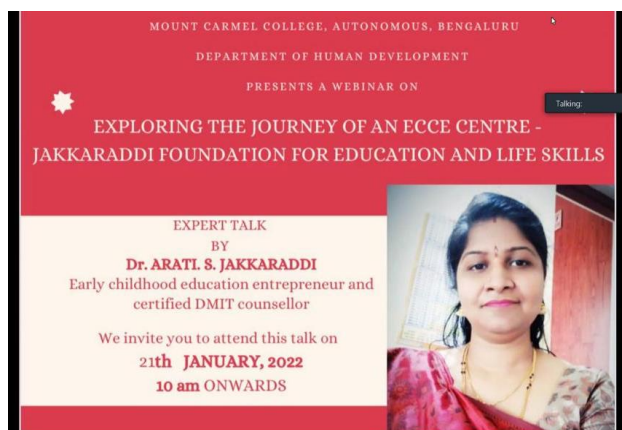 MOUNT CARMEL COLLEGE, AUTONOMOUS, BENGALURU
DEPARTMENT OF HUMAN DEVELOPMENT
PRESENTS A WEBINAR ON
Talking:
EXPLORING THE JOURNEY OF AN ECCE CENTRE -
JAKKARADDI FOUNDATION FOR EDUCATION AND LIFE SKILLS
EXPERT TALK
BY
Dr. ARATI. S. JAKKARADDI
Early childhood education entrepreneur and
certified DMIT counsellor
We invite you to attend this talk on
21th JANUARY, 2022
10 am ONWARDS